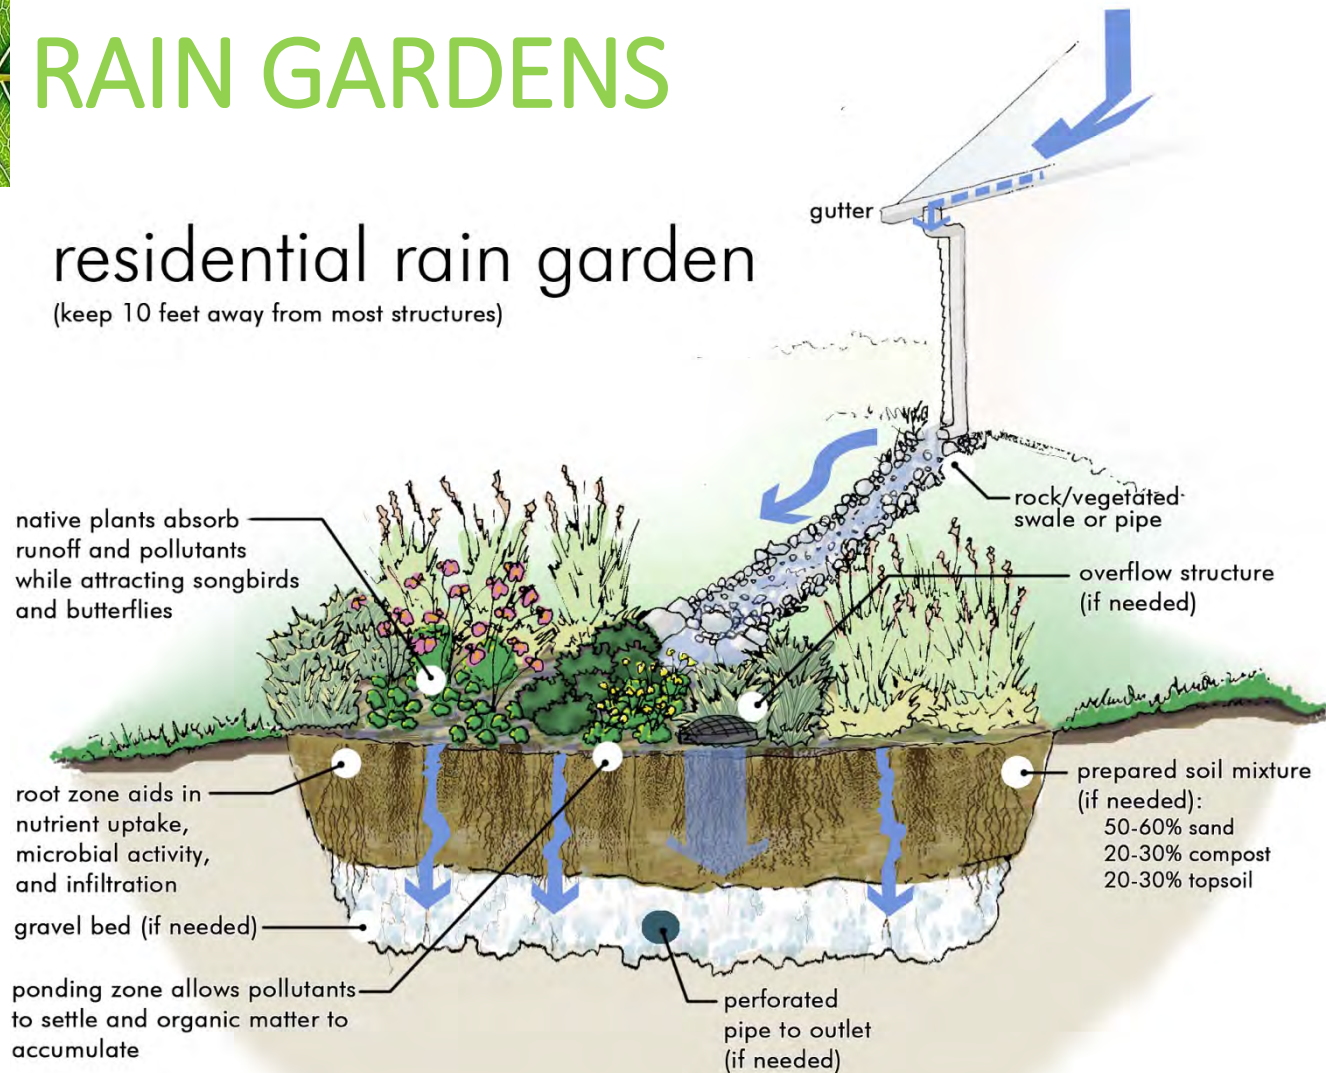 RAIN GARDENS
residential rain garden
(keep 10 feet away from most structures)
gutter
rock/vegetated
swale or pipe
native plants absorb
runoff and pollutants
while attracting songbirds
and butterflies
overflow structure
(if needed)
root zone aids in
nutrient uptake,
microbial activity,
and infiltration
prepared soil mixture
(if needed):
50-60% sand
20-30% compost
20-30% topsoil
gravel bed (if needed)
ponding zone allows pollutants
to settle and organic matter to
accumulate
perforated
pipe to outlet
(if needed)